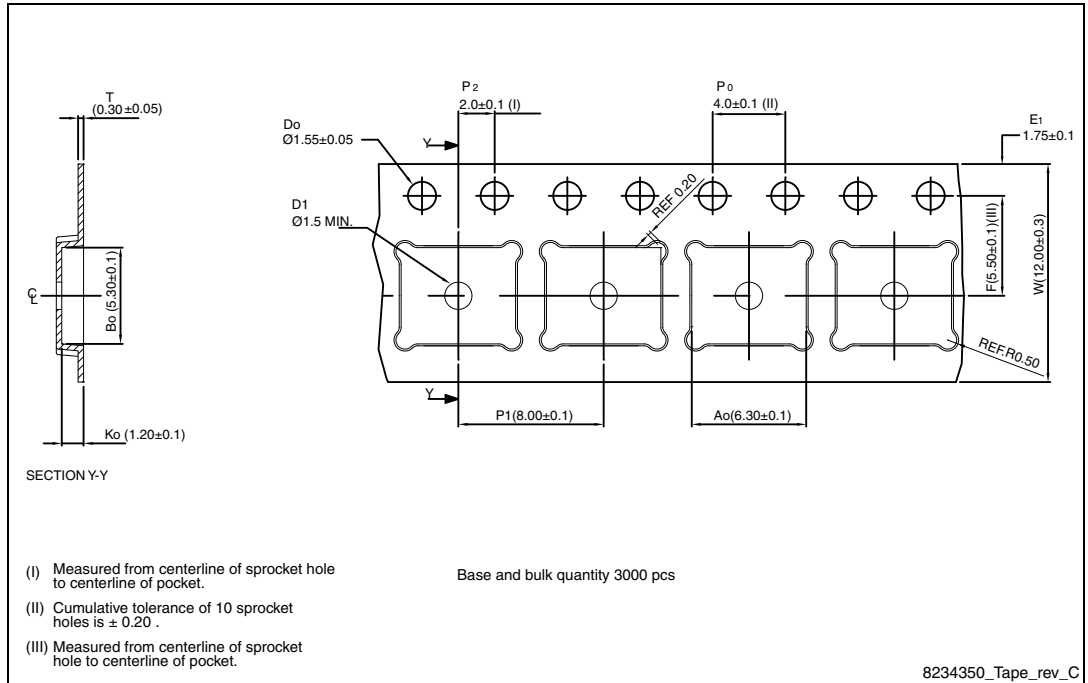 T
(0.30 ±0.05)
P2
2.0±0.1 (I)
P0
4.0±0.1 (II)
E1
1.75±0.1
Do
Ø1.55±0.05
Y
REF 0.20
D1
Ø1.5 MIN.
F(5.50±0.1)(III)
W(12.00±0.3)
℄
Bo (5.30±0.1)
REF.R0.50
Y
P1(8.00±0.1)
Ao(6.30±0.1)
Ko (1.20±0.1)
SECTION Y-Y
(I) Measured from centerline of sprocket hole
to centerline of pocket.
Base and bulk quantity 3000 pcs
(II) Cumulative tolerance of 10 sprocket
holes is ± 0.20 .
(III) Measured from centerline of sprocket
hole to centerline of pocket.
8234350_Tape_rev_C